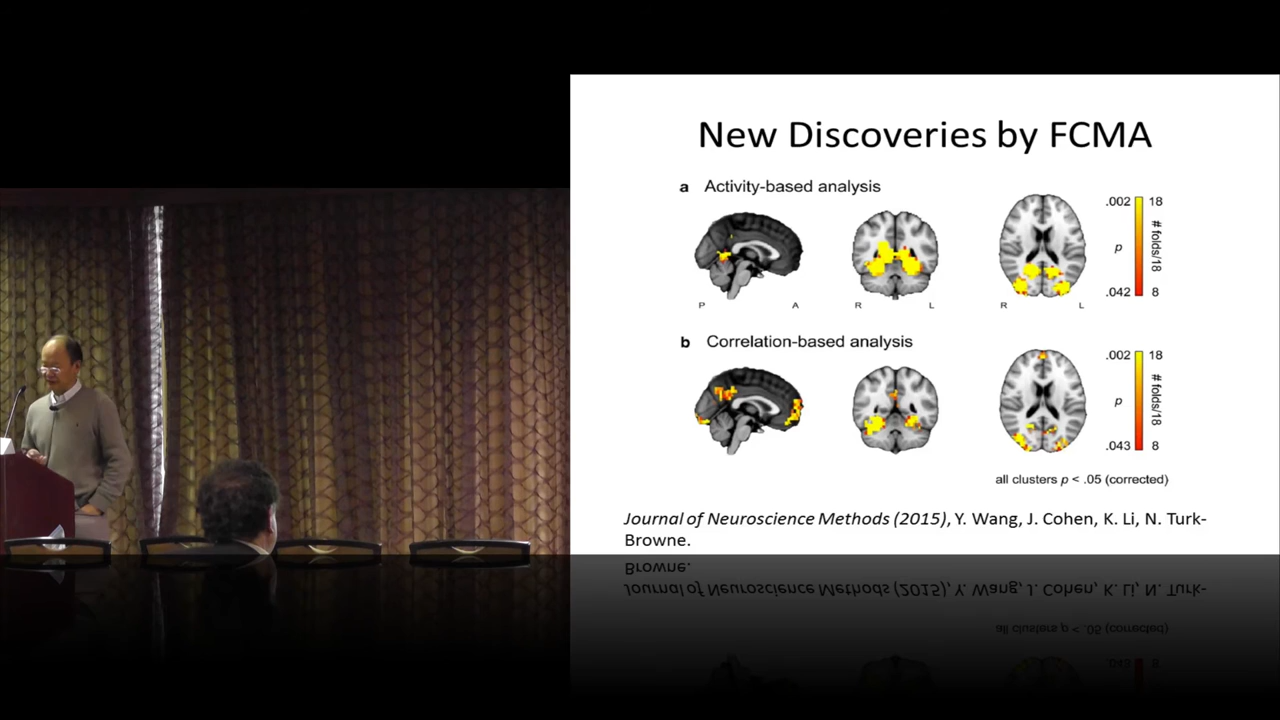 New Discoveries by FCMA
a Activity-based analysis
P A R L R L
.002 18
p # folds/18
.042 8
b Correlation-based analysis
.002 18
p # folds/18
.043 8
all clusters p < .05 (corrected)
Journal of Neuroscience Methods (2015), Y. Wang, J. Cohen, K. Li, N. Turk-
Browne.